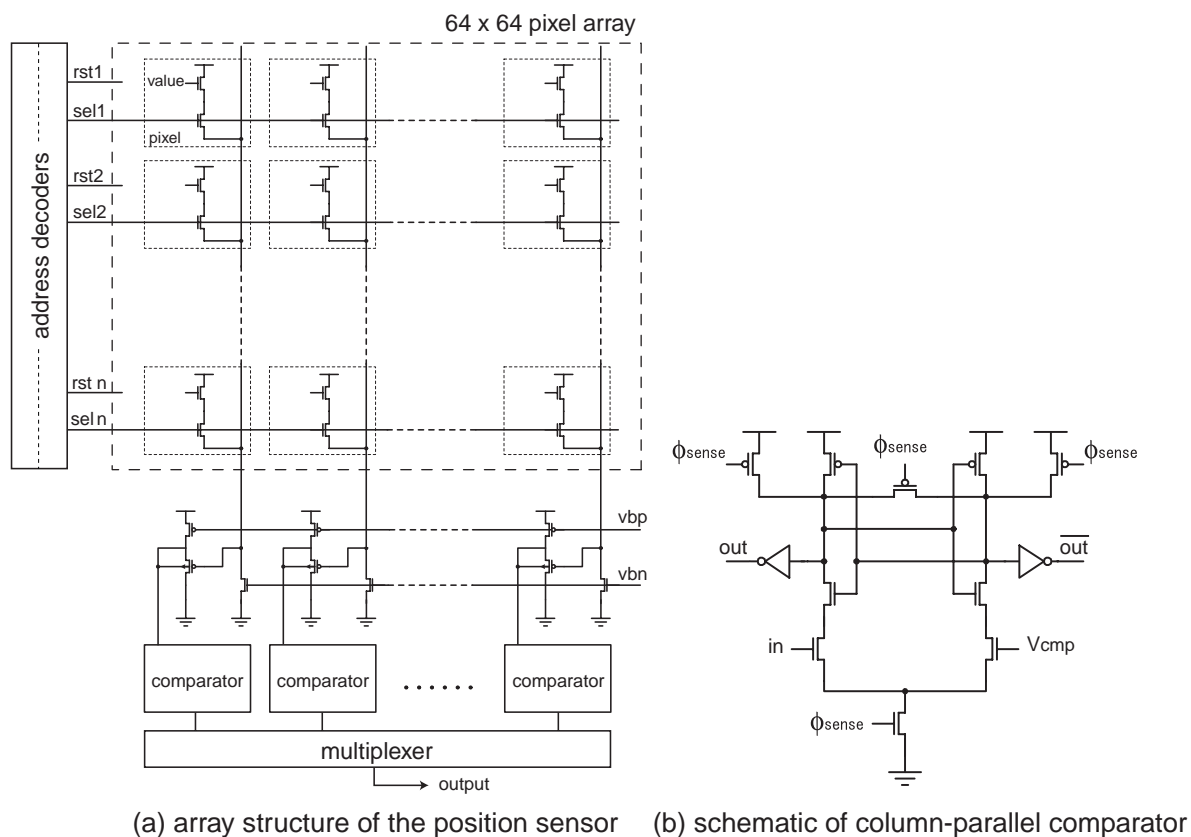 64 x 64 pixel array
address decoders
rst1
value
sel1
pixel
rst2
sel2
rst n
sel n
vbp
vbn
comparator
comparator
comparator
multiplexer
output
ϕsense
ϕsense
ϕsense
out
out
in
Vcmp
ϕsense
(a) array structure of the position sensor
(b) schematic of column-parallel comparator